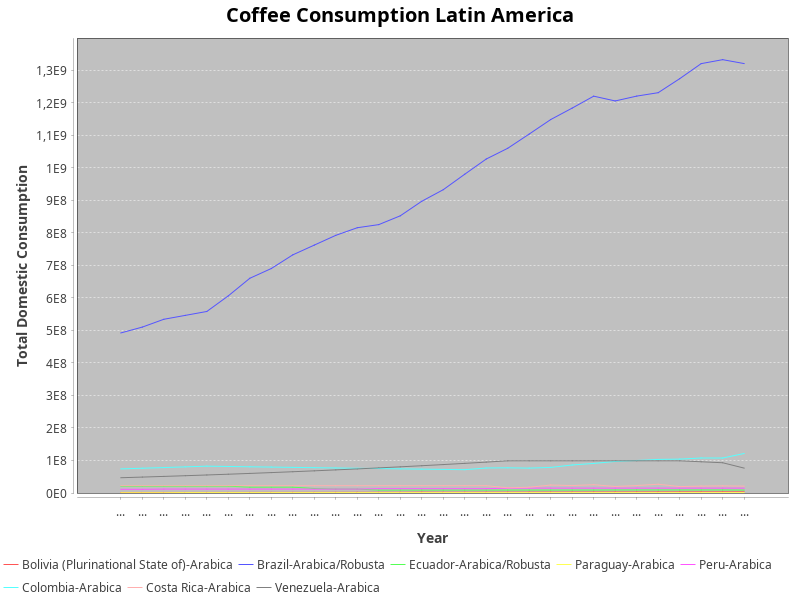 Coffee Consumption Latin America
Total Domestic Consumption
1,3E9
1,2E9
1,1E9
1E9
9E8
8E8
7E8
6E8
5E8
4E8
3E8
2E8
1E8
0E0
... ... ... ... ... ... ... ... ... ... ... ... ... ... ... ... ... ... ... ... ... ... ... ... ... ... ... ... ... ...
Year
Bolivia (Plurinational State of)-Arabica Brazil-Arabica/Robusta Ecuador-Arabica/Robusta Paraguay-Arabica Peru-Arabica
Colombia-Arabica Costa Rica-Arabica Venezuela-Arabica